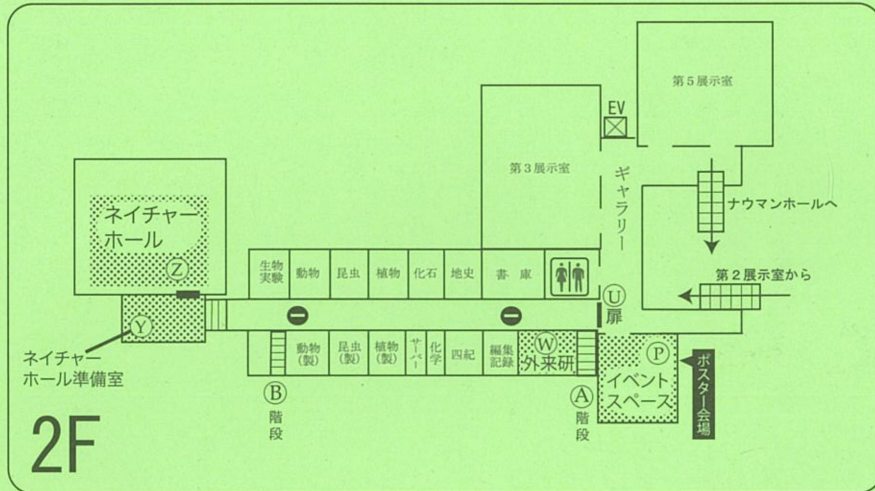 EV
第5展示室
第3展示室
ギャラリー
ナウマンホールへ
第2展示室から
ネイチャー
ホール
Z
Y
ネイチャー
ホール準備室
生物
実験
動物
昆虫
植物
化石
地史
書庫
U
扉
動物
(製)
昆虫
(製)
植物
(製)
サーバー
化学
四紀
編集
記録
W
外来研
P
イベント
スペース
ポスター会場
B
階段
A
階段
2F